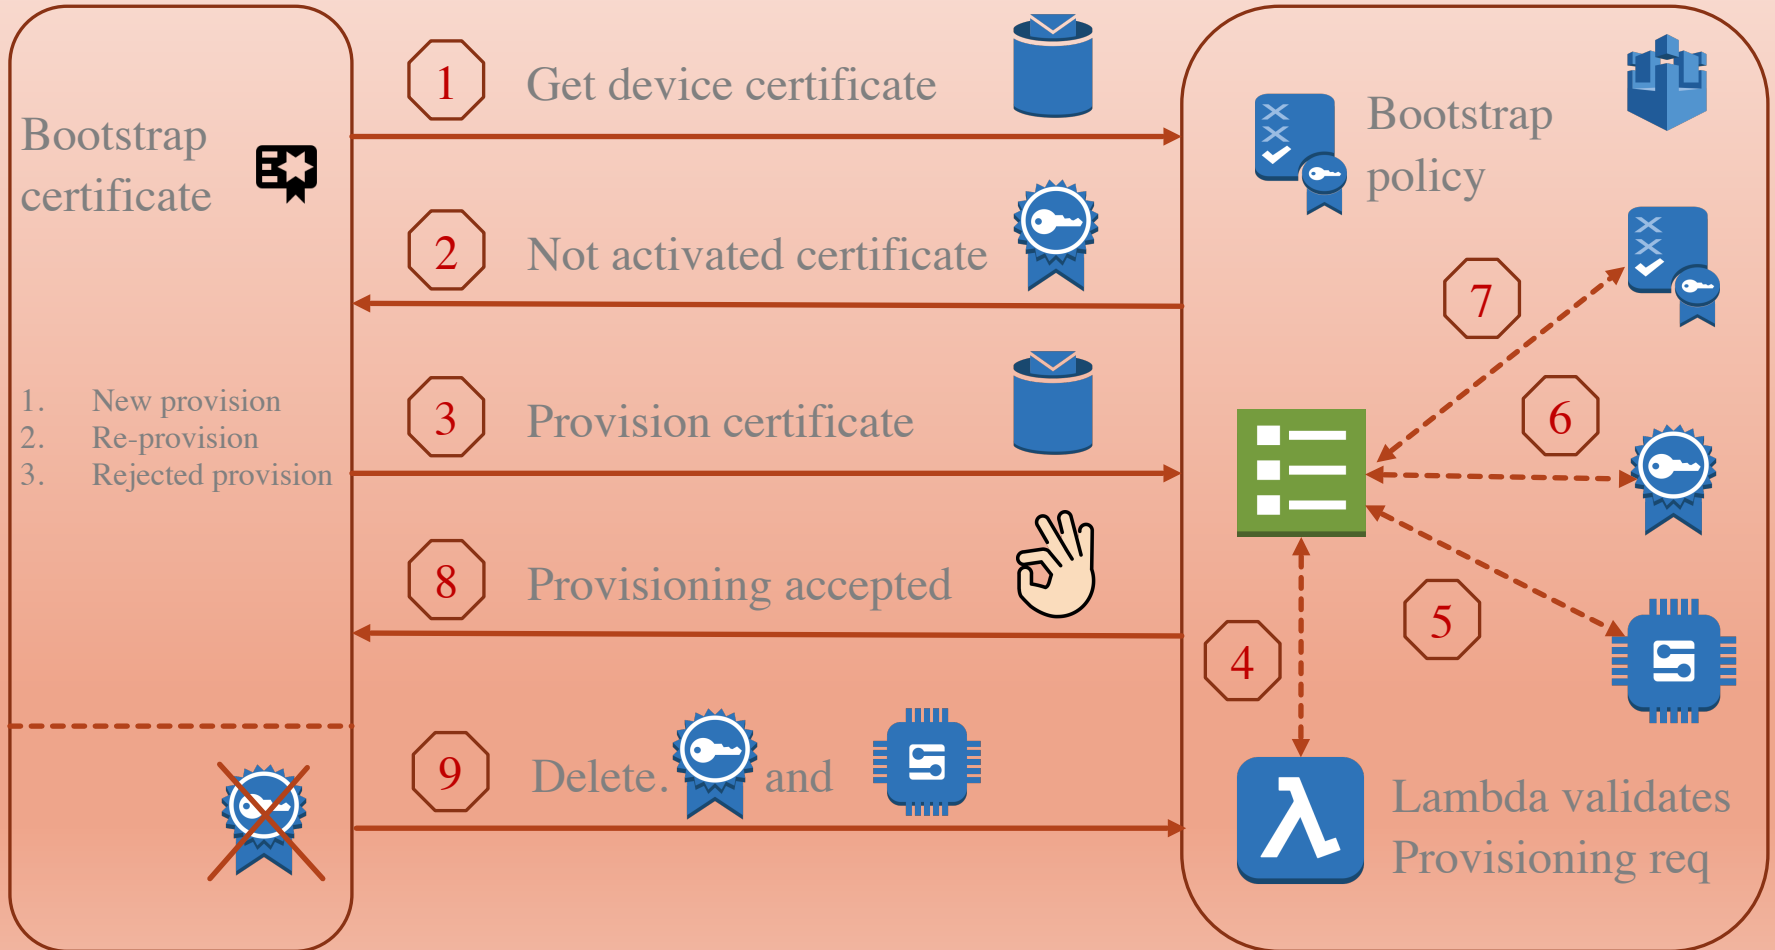 Bootstrap
certificate
1. New provision
2. Re-provision
3. Rejected provision
1 Get device certificate
2 Not activated certificate
3 Provision certificate
8 Provisioning accepted
9 Delete. and
Bootstrap
policy
7
6
5
4
Lambda validates
Provisioning req